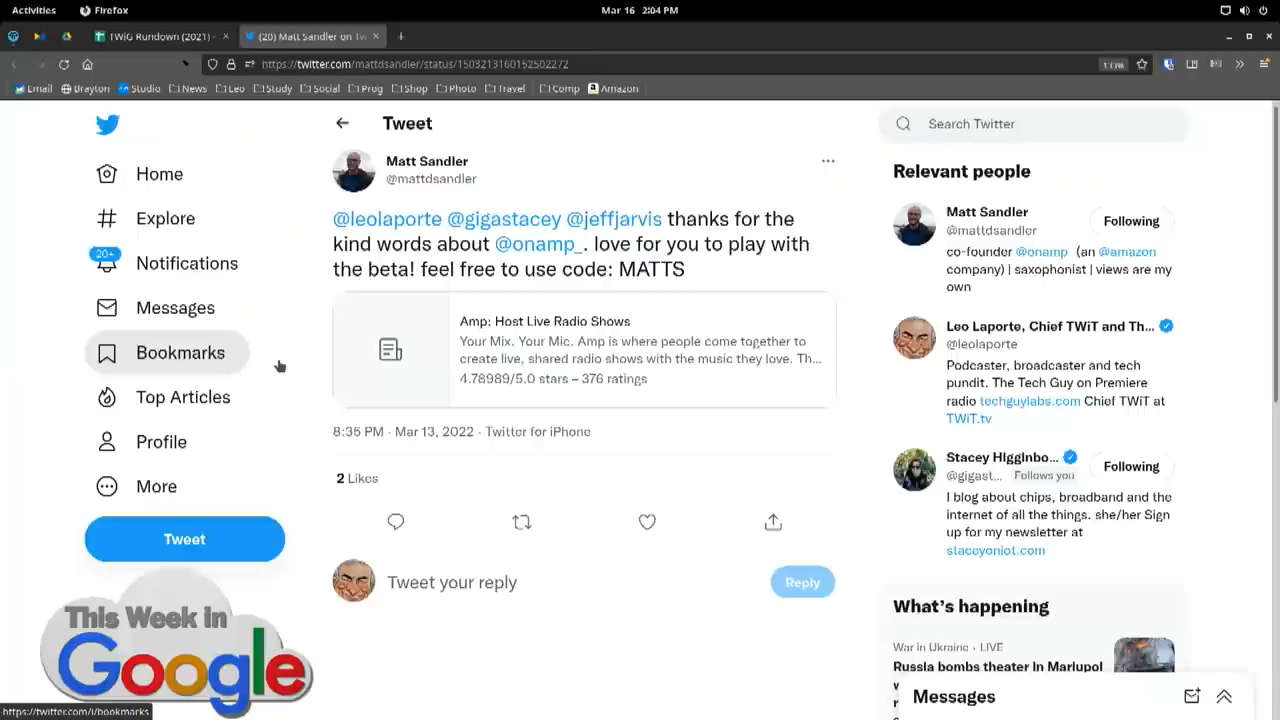 Activities
Firefox
Mar 16 2:04 PM
TWiG Rundown (2021) -
(20) Matt Sandler on Tw
https://twitter.com/mattdsandler/status/1503213160152502272
Email Brayton Studio News Leo Study Social Prog Shop Photo Travel Comp Amazon
Home
Explore
20+
Notifications
Messages
Bookmarks
Top Articles
Profile
More
Tweet
Tweet
Matt Sandler
@mattdsandler
@leolaporte @gigastacey @jeffjarvis thanks for the
kind words about @onamp_. love for you to play with
the beta! feel free to use code: MATTS
Amp: Host Live Radio Shows
Your Mix. Your Mic. Amp is where people come together to
create live, shared radio shows with the music they love. Th...
4.78989/5.0 stars – 376 ratings
8:35 PM · Mar 13, 2022 · Twitter for iPhone
2 Likes
Tweet your reply
Reply
Search Twitter
Relevant people
Matt Sandler
@mattdsandler
Following
co-founder @onamp_ (an @amazon
company) | saxophonist | views are my
own
Leo Laporte, Chief TWiT and Th...
@leolaporte
Podcaster, broadcaster and tech
pundit. The Tech Guy on Premiere
radio techguylabs.com Chief TWiT at
TWiT.tv
Stacey Higginbo...
@gigast... Follows you
Following
I blog about chips, broadband and the
internet of all the things. she/her Sign
up for my newsletter at
staceyoniot.com
What's happening
War in Ukraine · LIVE
Russia bombs theater in Mariupol
Messages
This Week in
Google
https://twitter.com/i/bookmarks